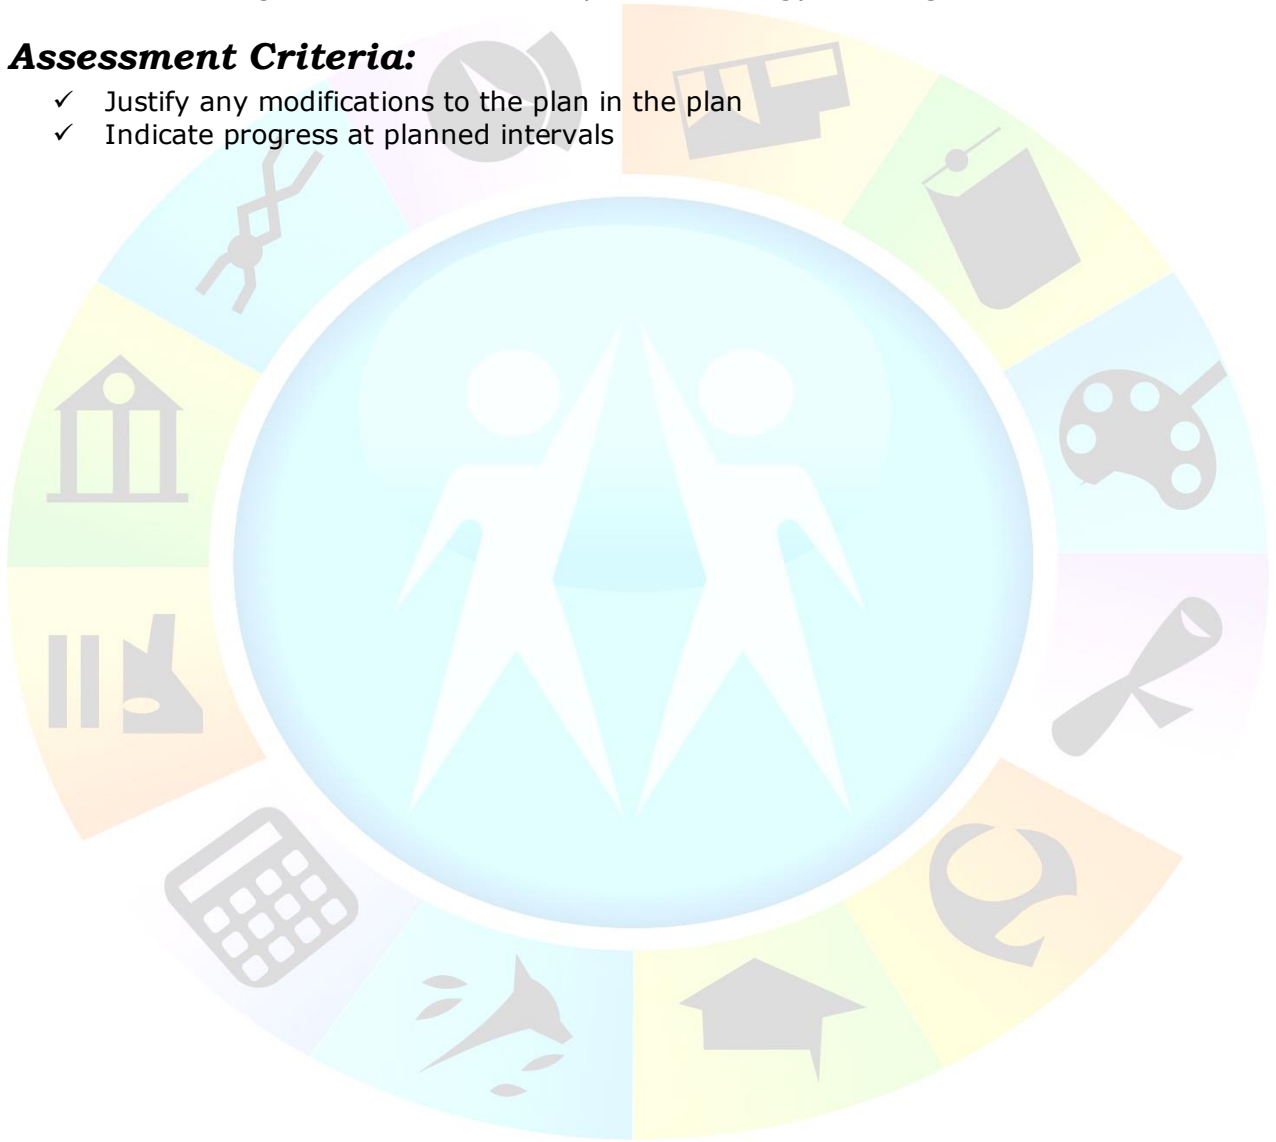 Assessment Criteria:
✓ Justify any modifications to the plan in the plan
✓ Indicate progress at planned intervals